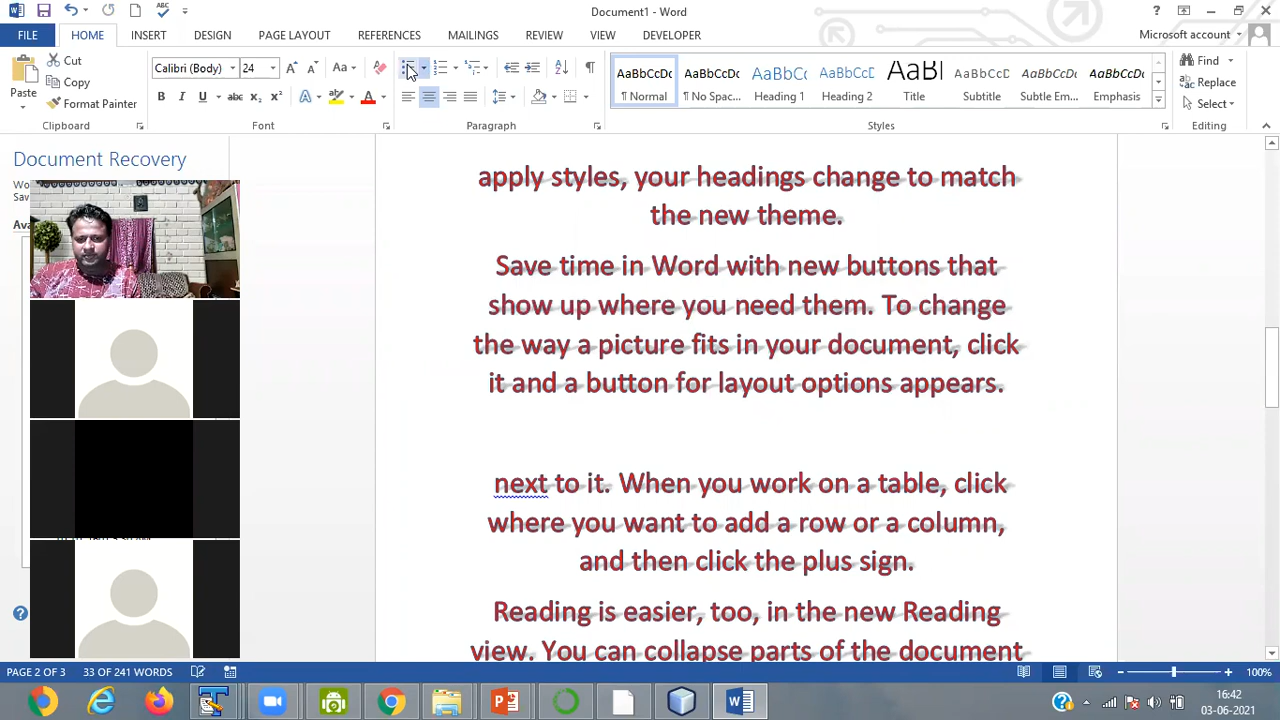 Document1 - Word
FILE HOME INSERT DESIGN PAGE LAYOUT REFERENCES MAILINGS REVIEW VIEW DEVELOPER Microsoft account
Paste Cut Copy Format Painter Clipboard
Calibri (Body) 24 Font
Paragraph
AaBbCcDc ¶ Normal
AaBbCcDc ¶ No Spac...
AaBbCc Heading 1
AaBbCcD Heading 2
AaBl Title
AaBbCcD Subtitle
AaBbCcDc Subtle Em...
AaBbCcDc Emphasis
Styles
Find Replace Select Editing
Document Recovery
apply styles, your headings change to match
the new theme.
Save time in Word with new buttons that
show up where you need them. To change
the way a picture fits in your document, click
it and a button for layout options appears.
next to it. When you work on a table, click
where you want to add a row or a column,
and then click the plus sign.
Reading is easier, too, in the new Reading
view. You can collapse parts of the document
PAGE 2 OF 3 33 OF 241 WORDS 100%
16:42
03-06-2021